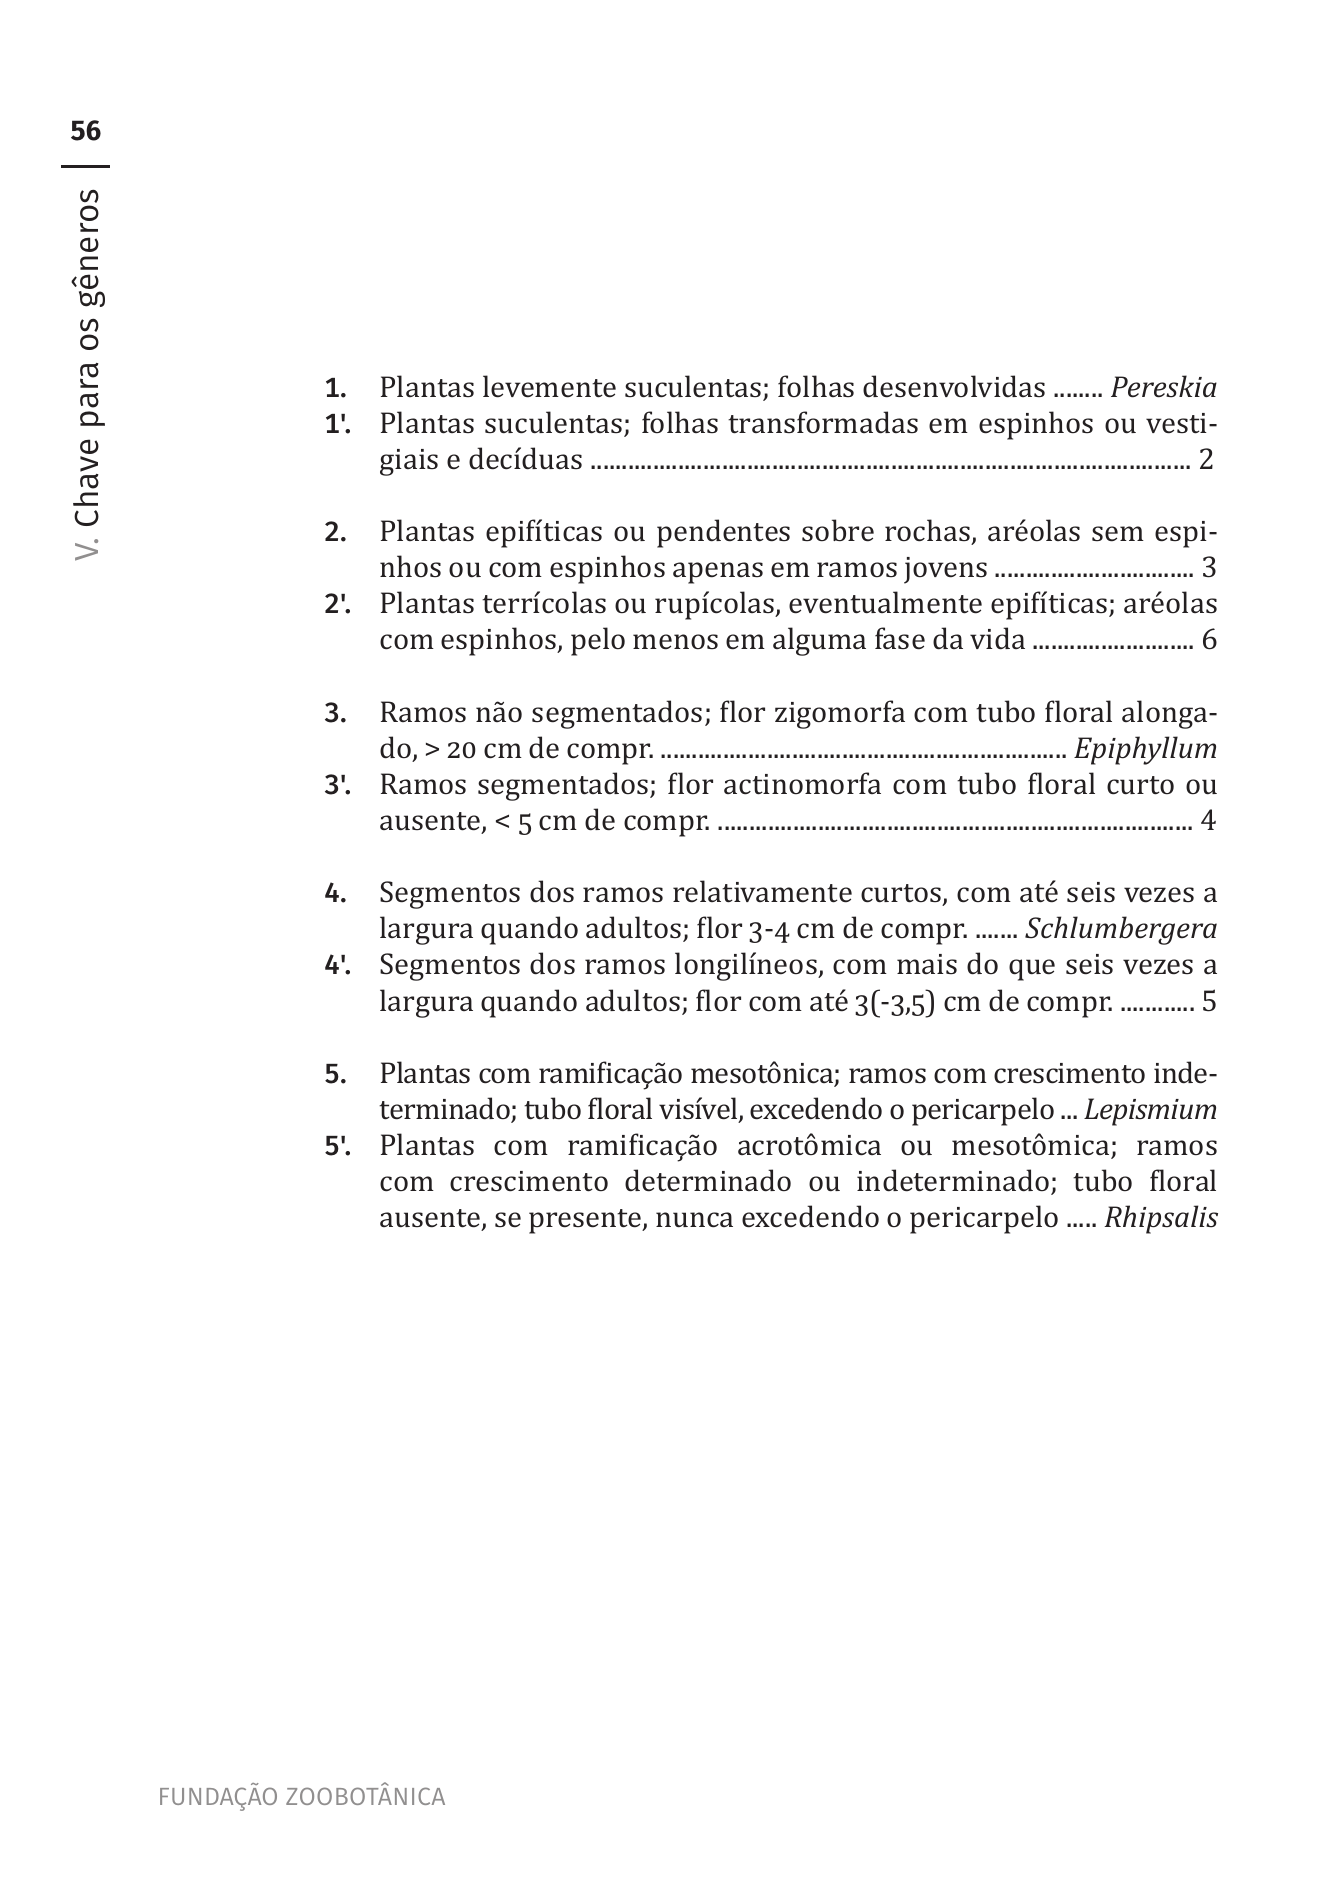 56
V. Chave para os gêneros
1. Plantas levemente suculentas; folhas desenvolvidas ........ Pereskia
1'. Plantas suculentas; folhas transformadas em espinhos ou vesti-
giais e decíduas ................................................................................................ 2
2. Plantas epifíticas ou pendentes sobre rochas, aréolas sem espi-
nhos ou com espinhos apenas em ramos jovens ................................ 3
2'. Plantas terrícolas ou rupícolas, eventualmente epifíticas; aréolas
com espinhos, pelo menos em alguma fase da vida .......................... 6
3. Ramos não segmentados; flor zigomorfa com tubo floral alonga-
do, > 20 cm de compr. ................................................................. Epiphyllum
3'. Ramos segmentados; flor actinomorfa com tubo floral curto ou
ausente, < 5 cm de compr. ............................................................................ 4
4. Segmentos dos ramos relativamente curtos, com até seis vezes a
largura quando adultos; flor 3-4 cm de compr. ....... Schlumbergera
4'. Segmentos dos ramos longilíneos, com mais do que seis vezes a
largura quando adultos; flor com até 3(-3,5) cm de compr. ............ 5
5. Plantas com ramificação mesotônica; ramos com crescimento inde-
terminado; tubo floral visível, excedendo o pericarpelo ... Lepismium
5'. Plantas com ramificação acrotômica ou mesotômica; ramos
com crescimento determinado ou indeterminado; tubo floral
ausente, se presente, nunca excedendo o pericarpelo ..... Rhipsalis
FUNDAÇÃO ZOOBOTÂNICA